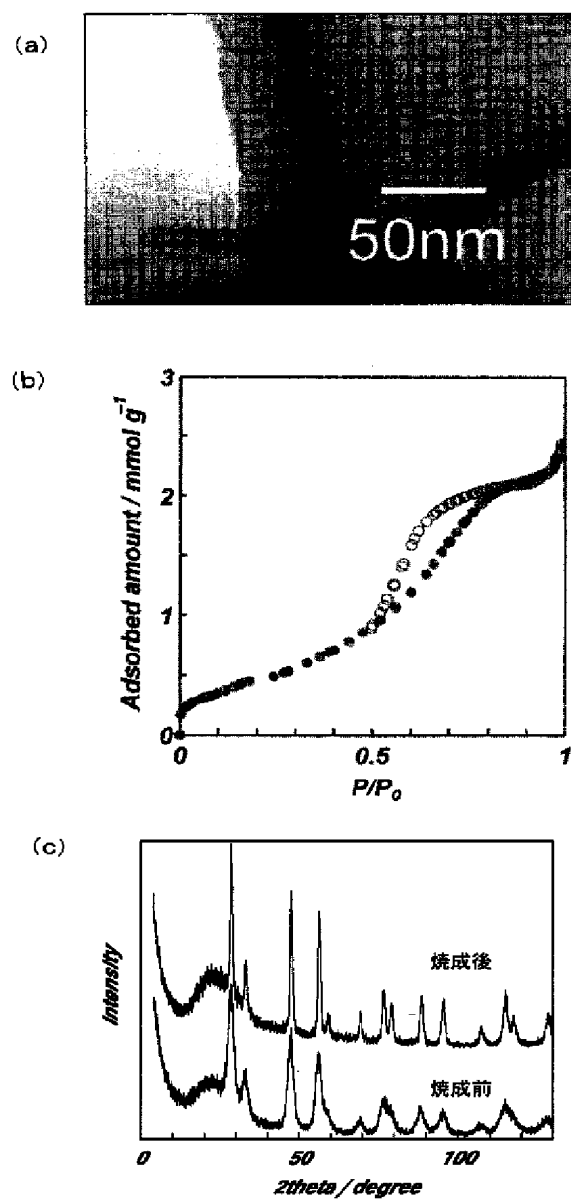 (a)
50nm
(b)
Adsorbed amount / mmol g⁻¹
3
2
1
0
0 0.5 1
P/P₀
(c)
intensity
焼成後
焼成前
0 50 100
2theta / degree